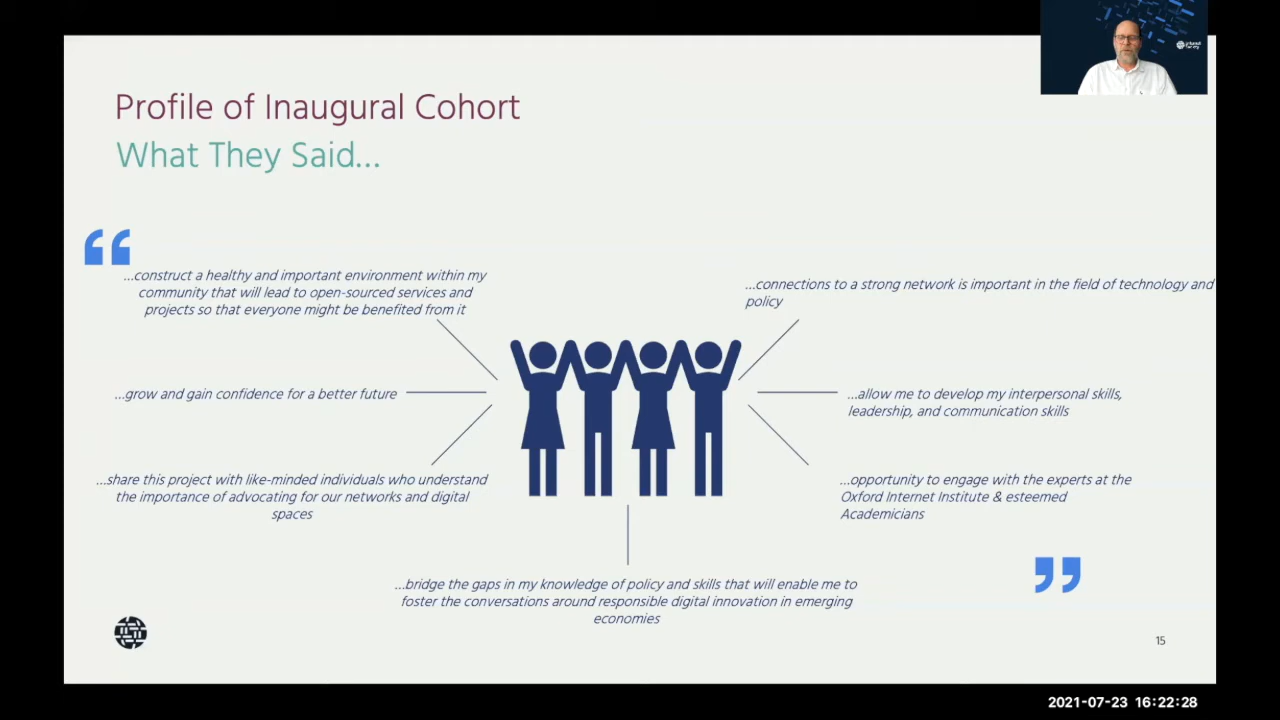 Profile of Inaugural Cohort
What They Said...
“
...construct a healthy and important environment within my
community that will lead to open-sourced services and
projects so that everyone might be benefited from it
...connections to a strong network is important in the field of technology and
policy
...grow and gain confidence for a better future
...allow me to develop my interpersonal skills,
leadership, and communication skills
...share this project with like-minded individuals who understand
the importance of advocating for our networks and digital
spaces
...opportunity to engage with the experts at the
Oxford Internet Institute & esteemed
Academicians
”
...bridge the gaps in my knowledge of policy and skills that will enable me to
foster the conversations around responsible digital innovation in emerging
economies
15
2021-07-23 16:22:28